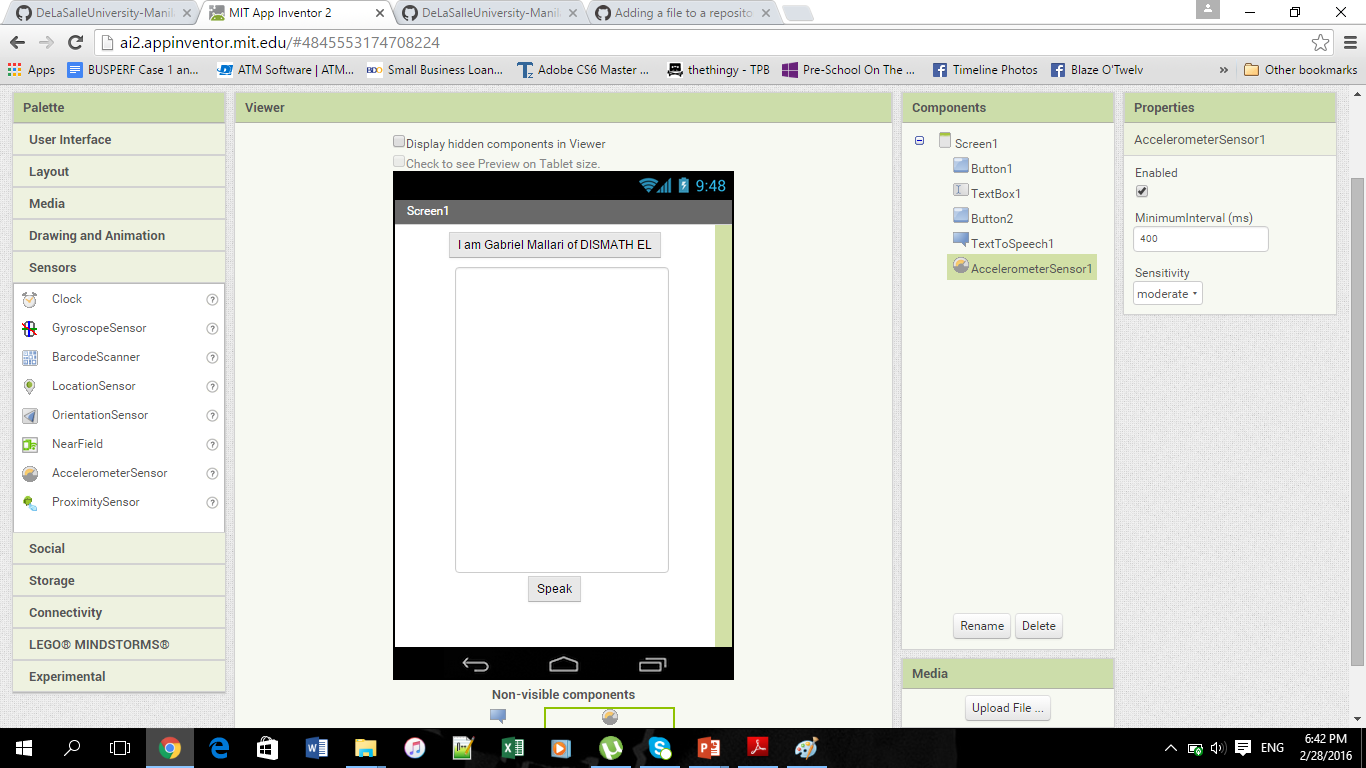 DeLaSalleUniversity-Manil
MIT App Inventor 2
DeLaSalleUniversity-Manil
Adding a file to a reposito
ai2.appinventor.mit.edu/#4845553174708224
Apps
BUSPERF Case 1 an...
ATM Software | ATM...
BDO
Small Business Loan...
Adobe CS6 Master ...
thethingy - TPB
Pre-School On The ...
Timeline Photos
Blaze O'Twelv
»
Other bookmarks
Palette
User Interface
Layout
Media
Drawing and Animation
Sensors
Clock
GyroscopeSensor
BarcodeScanner
LocationSensor
OrientationSensor
NearField
AccelerometerSensor
ProximitySensor
Social
Storage
Connectivity
LEGO® MINDSTORMS®
Experimental
Viewer
Display hidden components in Viewer
Check to see Preview on Tablet size.
9:48
Screen1
I am Gabriel Mallari of DISMATH EL
Speak
Non-visible components
Components
Screen1
Button1
TextBox1
Button2
TextToSpeech1
AccelerometerSensor1
Rename
Delete
Media
Upload File ...
Properties
AccelerometerSensor1
Enabled
MinimumInterval (ms)
400
Sensitivity
moderate
ENG
6:42 PM
2/28/2016